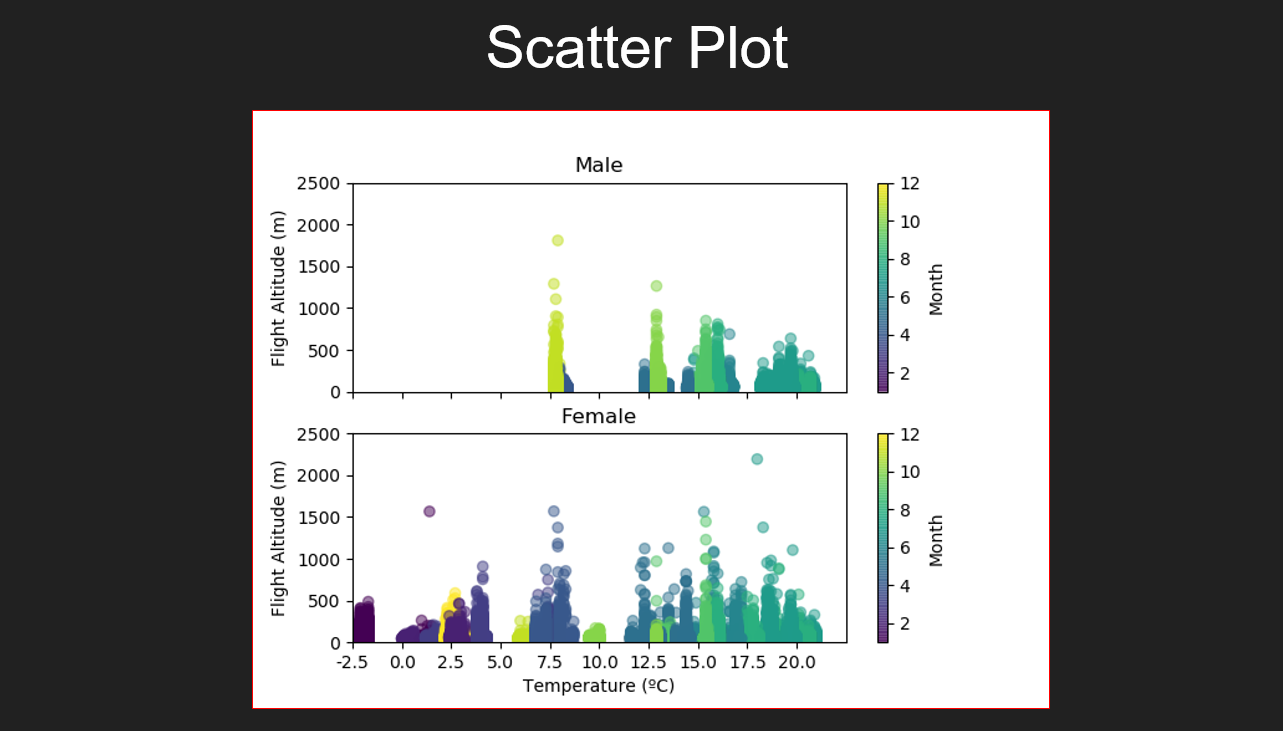 Scatter Plot
Male
Flight Altitude (m)
2500
2000
1500
1000
500
0
12
10
8
6
4
2
Month
Female
Flight Altitude (m)
2500
2000
1500
1000
500
0
-2.5 0.0 2.5 5.0 7.5 10.0 12.5 15.0 17.5 20.0
Temperature (ºC)
12
10
8
6
4
2
Month